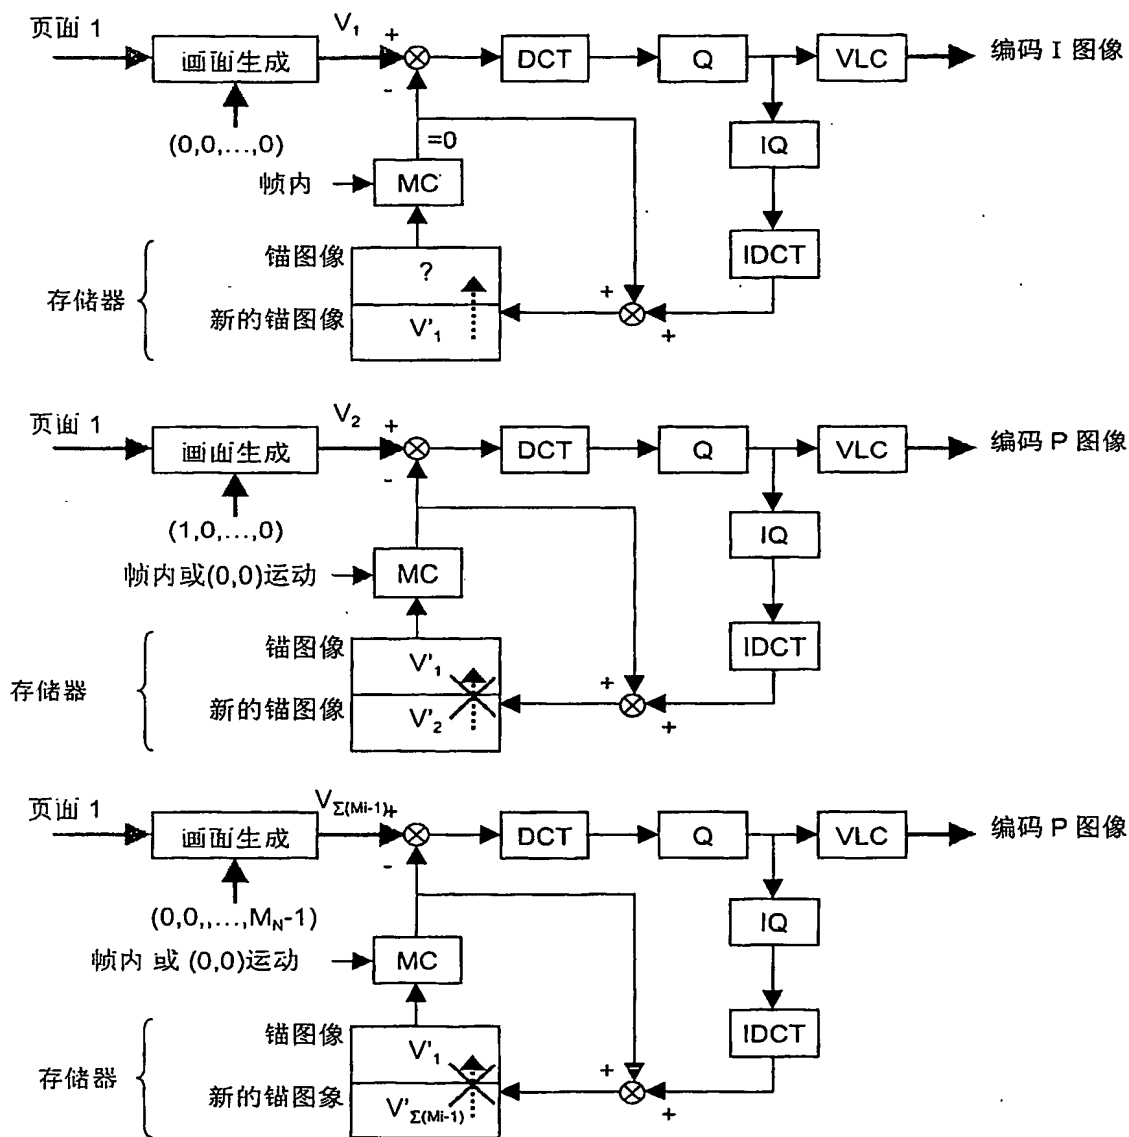 页面 1
画面生成
V1
+
-
DCT
Q
VLC
编码 I 图像
(0,0,...,0)
=0
IQ
帧内
MC
IDCT
存储器
锚图像
?
新的锚图像
V'1
+
+
页面 1
画面生成
V2
+
-
DCT
Q
VLC
编码 P 图像
(1,0,...,0)
IQ
帧内或(0,0)运动
MC
IDCT
存储器
锚图像
V'1
新的锚图像
V'2
+
+
页面 1
画面生成
VΣ(Mi-1)
+
-
DCT
Q
VLC
编码 P 图像
(0,0,,...,MN-1)
IQ
帧内 或 (0,0)运动
MC
IDCT
存储器
锚图像
V'1
新的锚图象
V'Σ(Mi-1)
+
+